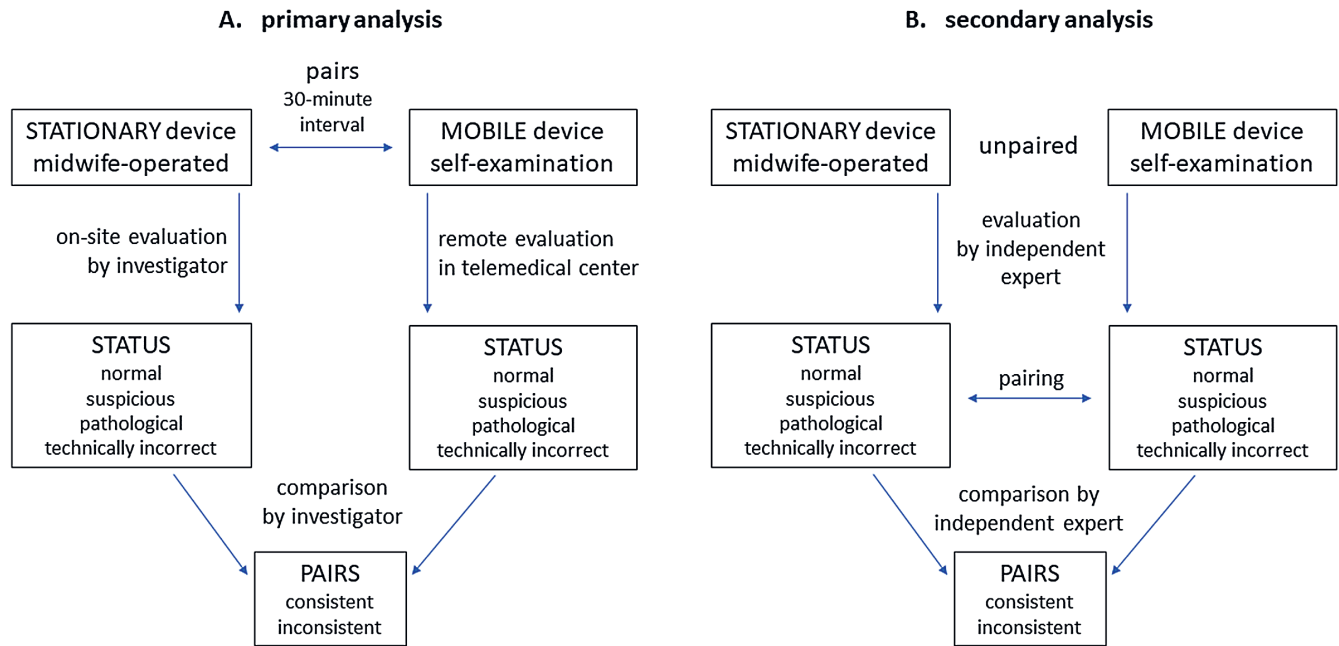 A. primary analysis
pairs
30-minute
interval
STATIONARY device
midwife-operated
MOBILE device
self-examination
on-site evaluation
by investigator
remote evaluation
in telemedical center
STATUS
normal
suspicious
pathological
technically incorrect
STATUS
normal
suspicious
pathological
technically incorrect
comparison
by investigator
PAIRS
consistent
inconsistent
B. secondary analysis
STATIONARY device
midwife-operated
unpaired
MOBILE device
self-examination
evaluation
by independent
expert
STATUS
normal
suspicious
pathological
technically incorrect
pairing
STATUS
normal
suspicious
pathological
technically incorrect
comparison by
independent expert
PAIRS
consistent
inconsistent